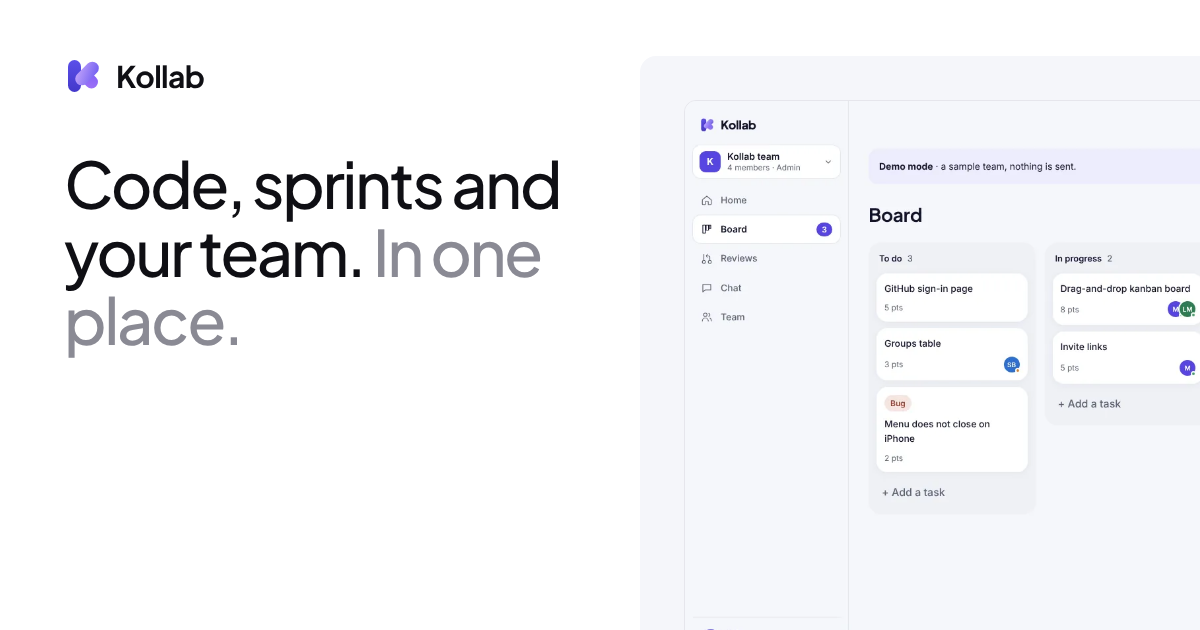 Kollab
Code, sprints and
your team. In one
place.
Kollab
K
Kollab team
4 members · Admin
Home
Board
3
Reviews
Chat
Team
Demo mode · a sample team, nothing is sent.
Board
To do 3
GitHub sign-in page
5 pts
Groups table
3 pts
SB
Bug
Menu does not close on
iPhone
2 pts
+ Add a task
In progress 2
Drag-and-drop kanban board
8 pts
M LM
Invite links
5 pts
M
+ Add a task